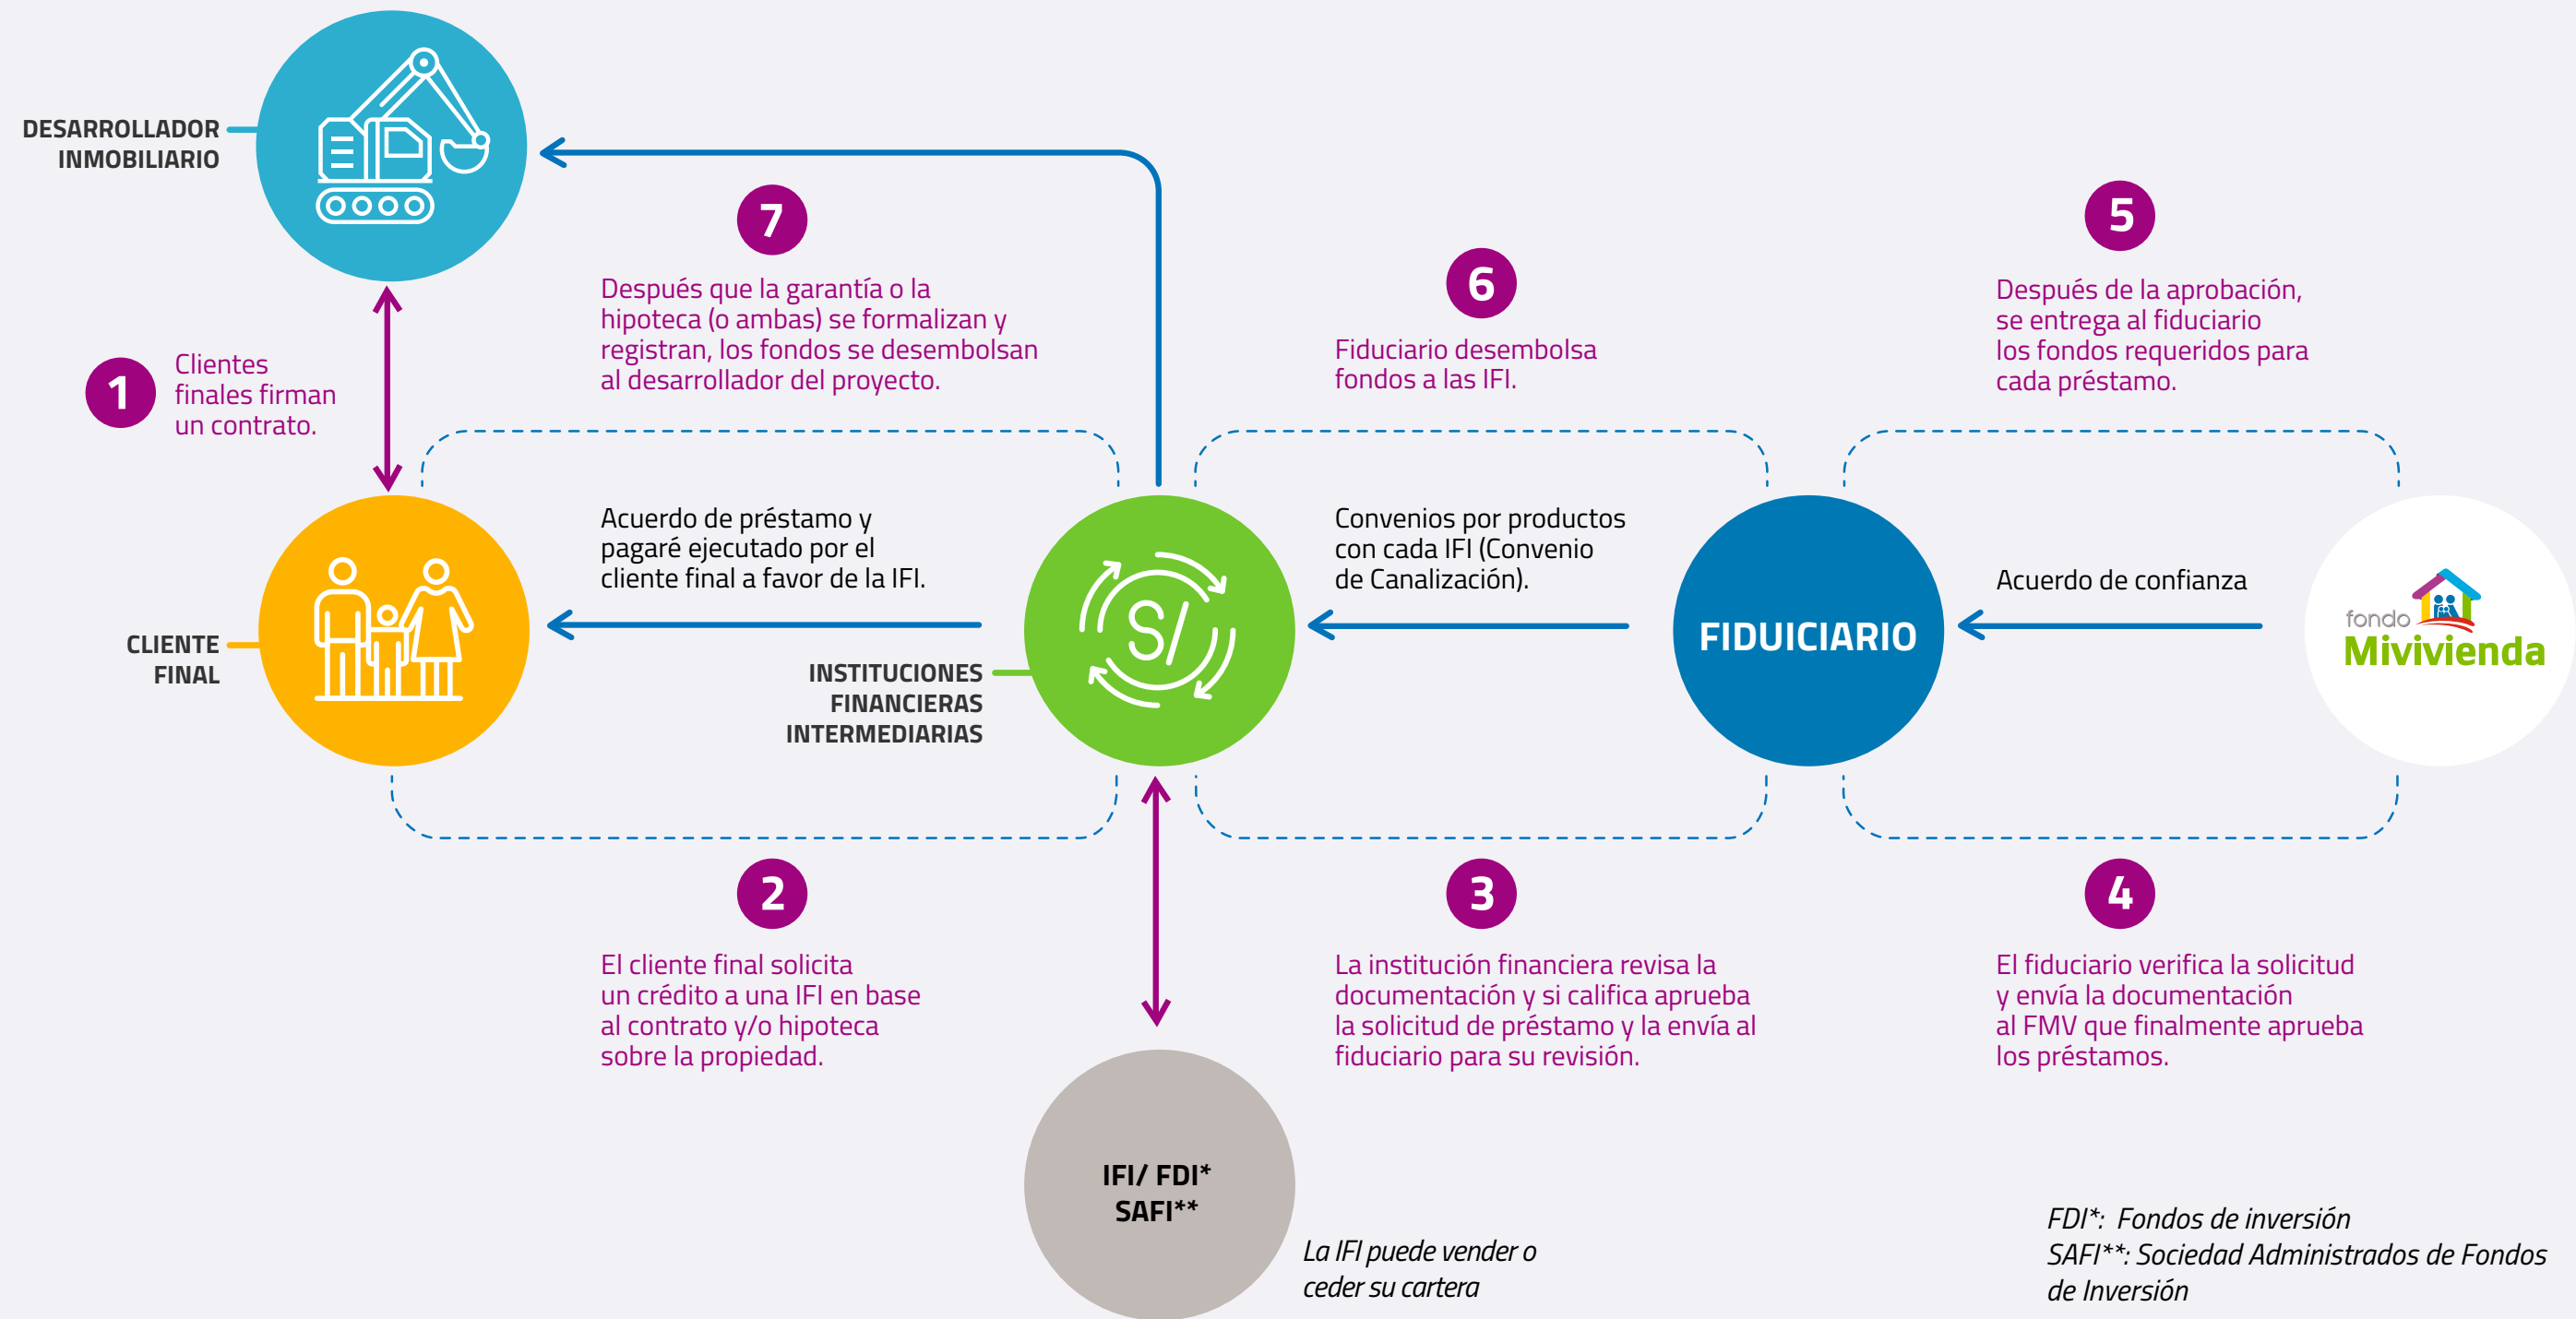 DESARROLLADOR
INMOBILIARIO
1
Clientes
finales firman
un contrato.
7
Después que la garantía o la
hipoteca (o ambas) se formalizan y
registran, los fondos se desembolsan
al desarrollador del proyecto.
6
Fiduciario desembolsa
fondos a las IFI.
5
Después de la aprobación,
se entrega al fiduciario
los fondos requeridos para
cada préstamo.
CLIENTE
FINAL
Acuerdo de préstamo y
pagaré ejecutado por el
cliente final a favor de la IFI.
INSTITUCIONES
FINANCIERAS
INTERMEDIARIAS
S/
Convenios por productos
con cada IFI (Convenio
de Canalización).
FIDUICIARIO
Acuerdo de confianza
fondo
Mivivienda
2
El cliente final solicita
un crédito a una IFI en base
al contrato y/o hipoteca
sobre la propiedad.
3
La institución financiera revisa la
documentación y si califica aprueba
la solicitud de préstamo y la envía al
fiduciario para su revisión.
4
El fiduciario verifica la solicitud
y envía la documentación
al FMV que finalmente aprueba
los préstamos.
IFI/ FDI*
SAFI**
La IFI puede vender o
ceder su cartera
FDI*: Fondos de inversión
SAFI**: Sociedad Administrados de Fondos
de Inversión